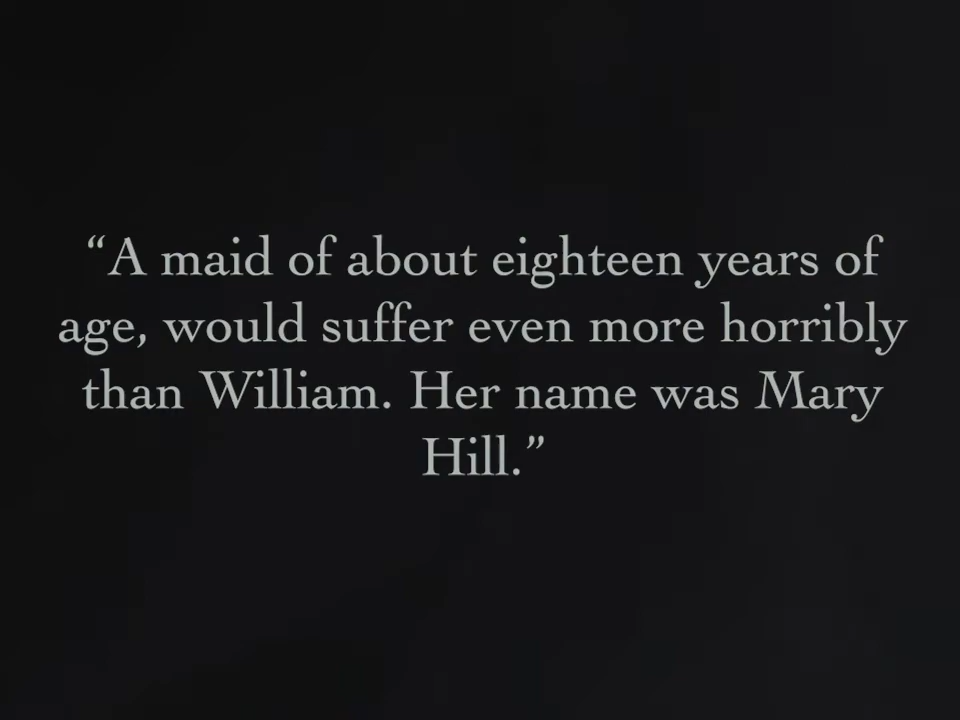 “A maid of about eighteen years of
age, would suffer even more horribly
than William. Her name was Mary
Hill.”